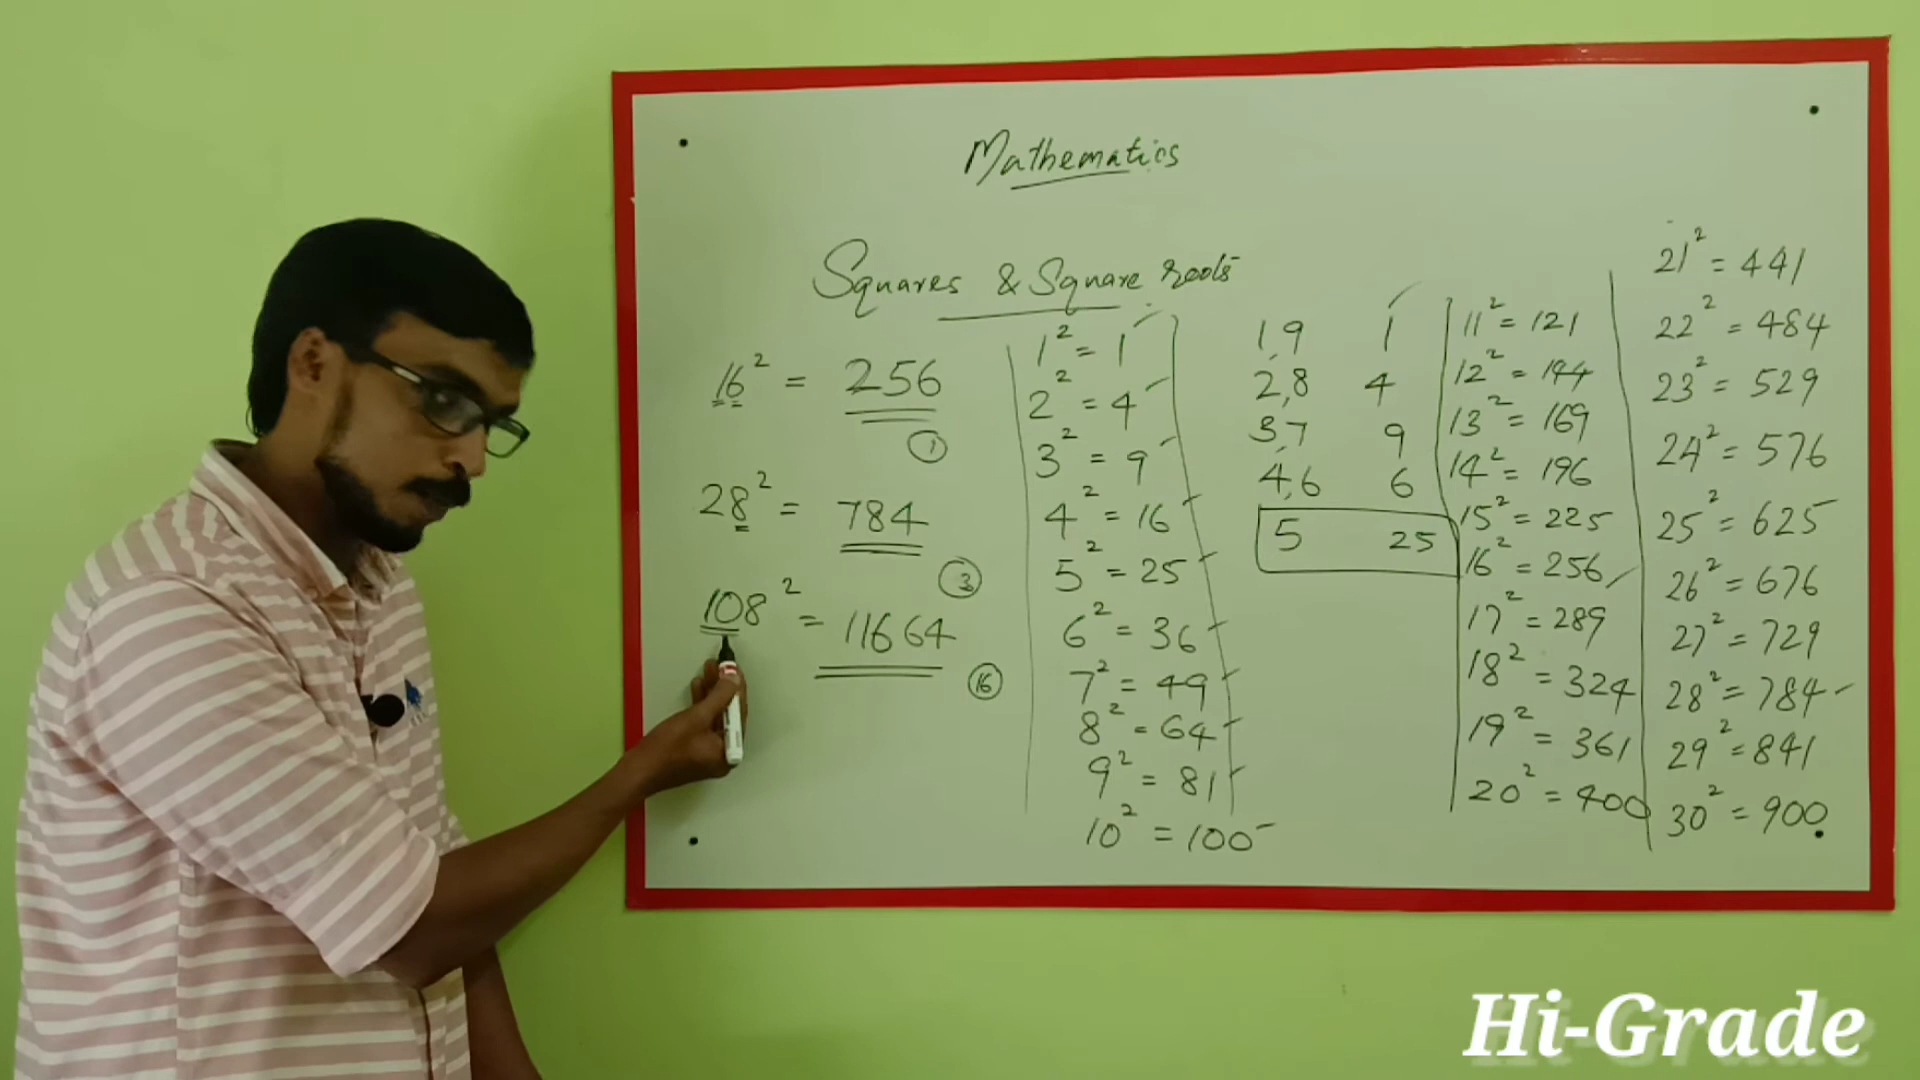 Mathematics
Squares & Square roots
16² = 256
①
28² = 784
③
108² = 11664
⑯
1² = 1
2² = 4
3² = 9
4² = 16
5² = 25
6² = 36
7² = 49
8² = 64
9² = 81
10² = 100
1,9 1
2,8 4
3,7 9
4,6 6
5 25
11² = 121
12² = 144
13² = 169
14² = 196
15² = 225
16² = 256
17² = 289
18² = 324
19² = 361
20² = 400
21² = 441
22² = 484
23² = 529
24² = 576
25² = 625
26² = 676
27² = 729
28² = 784
29² = 841
30² = 900
Hi-Grade